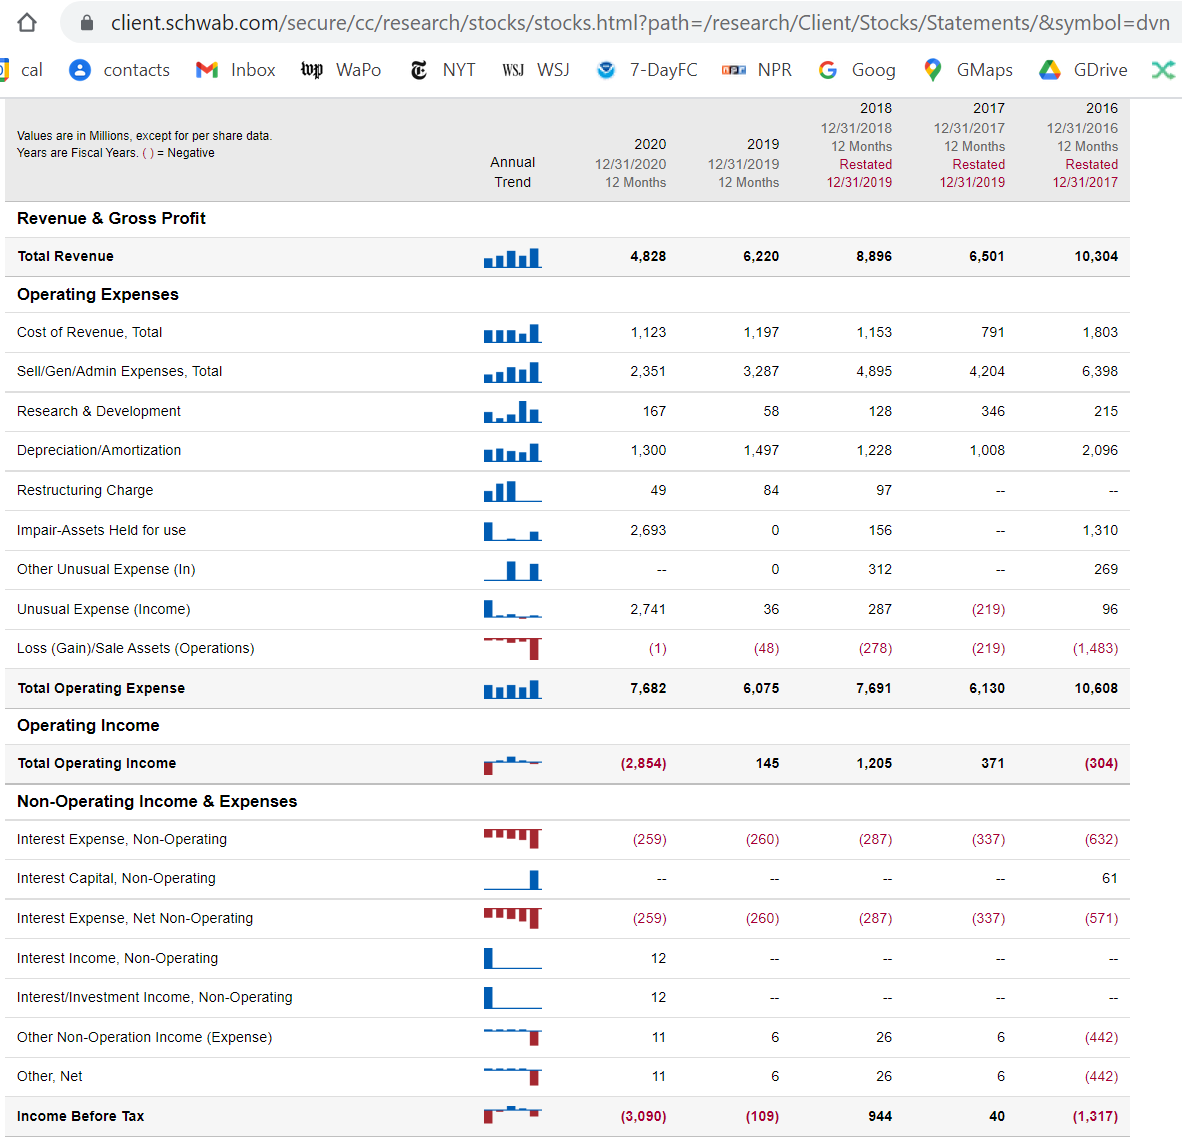 client.schwab.com/secure/cc/research/stocks/stocks.html?path=/research/Client/Stocks/Statements/&symbol=dvn
cal contacts Inbox WaPo NYT WSJ WSJ 7-DayFC npr NPR Goog GMaps GDrive
2018 2017 2016
Values are in Millions, except for per share data. 2020 2019 12/31/2018 12/31/2017 12/31/2016
Years are Fiscal Years. ( ) = Negative Annual 12/31/2020 12/31/2019 12 Months 12 Months 12 Months
Trend 12 Months 12 Months Restated Restated Restated
12/31/2019 12/31/2019 12/31/2017
Revenue & Gross Profit
Total Revenue 4,828 6,220 8,896 6,501 10,304
Operating Expenses
Cost of Revenue, Total 1,123 1,197 1,153 791 1,803
Sell/Gen/Admin Expenses, Total 2,351 3,287 4,895 4,204 6,398
Research & Development 167 58 128 346 215
Depreciation/Amortization 1,300 1,497 1,228 1,008 2,096
Restructuring Charge 49 84 97 -- --
Impair-Assets Held for use 2,693 0 156 -- 1,310
Other Unusual Expense (In) -- 0 312 -- 269
Unusual Expense (Income) 2,741 36 287 (219) 96
Loss (Gain)/Sale Assets (Operations) (1) (48) (278) (219) (1,483)
Total Operating Expense 7,682 6,075 7,691 6,130 10,608
Operating Income
Total Operating Income (2,854) 145 1,205 371 (304)
Non-Operating Income & Expenses
Interest Expense, Non-Operating (259) (260) (287) (337) (632)
Interest Capital, Non-Operating -- -- -- -- 61
Interest Expense, Net Non-Operating (259) (260) (287) (337) (571)
Interest Income, Non-Operating 12 -- -- -- --
Interest/Investment Income, Non-Operating 12 -- -- -- --
Other Non-Operation Income (Expense) 11 6 26 6 (442)
Other, Net 11 6 26 6 (442)
Income Before Tax (3,090) (109) 944 40 (1,317)